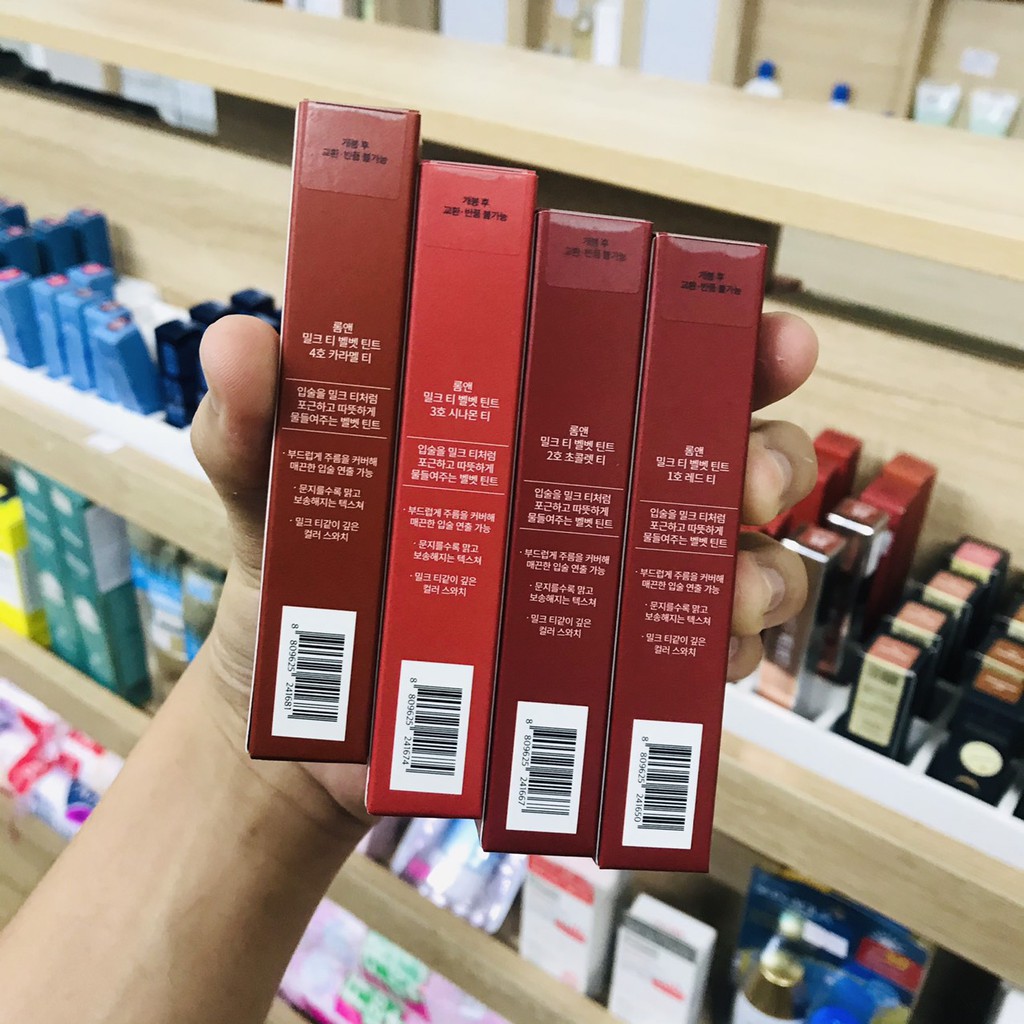 개봉 후
교환·반품 불가능
롬앤
밀크 티 벨벳 틴트
4호 카라멜 티
입술을 밀크 티처럼
포근하고 따뜻하게
물들여주는 벨벳 틴트
· 부드럽게 주름을 커버해
매끈한 입술 연출 가능
· 문지를수록 맑고
보송해지는 텍스쳐
· 밀크 티같이 깊은
컬러 스와치
8 809625 241681
개봉 후
교환·반품 불가능
롬앤
밀크 티 벨벳 틴트
3호 시나몬 티
입술을 밀크 티처럼
포근하고 따뜻하게
물들여주는 벨벳 틴트
· 부드럽게 주름을 커버해
매끈한 입술 연출 가능
· 문지를수록 맑고
보송해지는 텍스쳐
· 밀크 티같이 깊은
컬러 스와치
8 809625 241674
개봉 후
교환·반품 불가능
롬앤
밀크 티 벨벳 틴트
2호 초콜렛 티
입술을 밀크 티처럼
포근하고 따뜻하게
물들여주는 벨벳 틴트
· 부드럽게 주름을 커버해
매끈한 입술 연출 가능
· 문지를수록 맑고
보송해지는 텍스쳐
· 밀크 티같이 깊은
컬러 스와치
8 809625 241667
개봉 후
교환·반품 불가능
롬앤
밀크 티 벨벳 틴트
1호 레드 티
입술을 밀크 티처럼
포근하고 따뜻하게
물들여주는 벨벳 틴트
· 부드럽게 주름을 커버해
매끈한 입술 연출 가능
· 문지를수록 맑고
보송해지는 텍스쳐
· 밀크 티같이 깊은
컬러 스와치
8 809625 241650